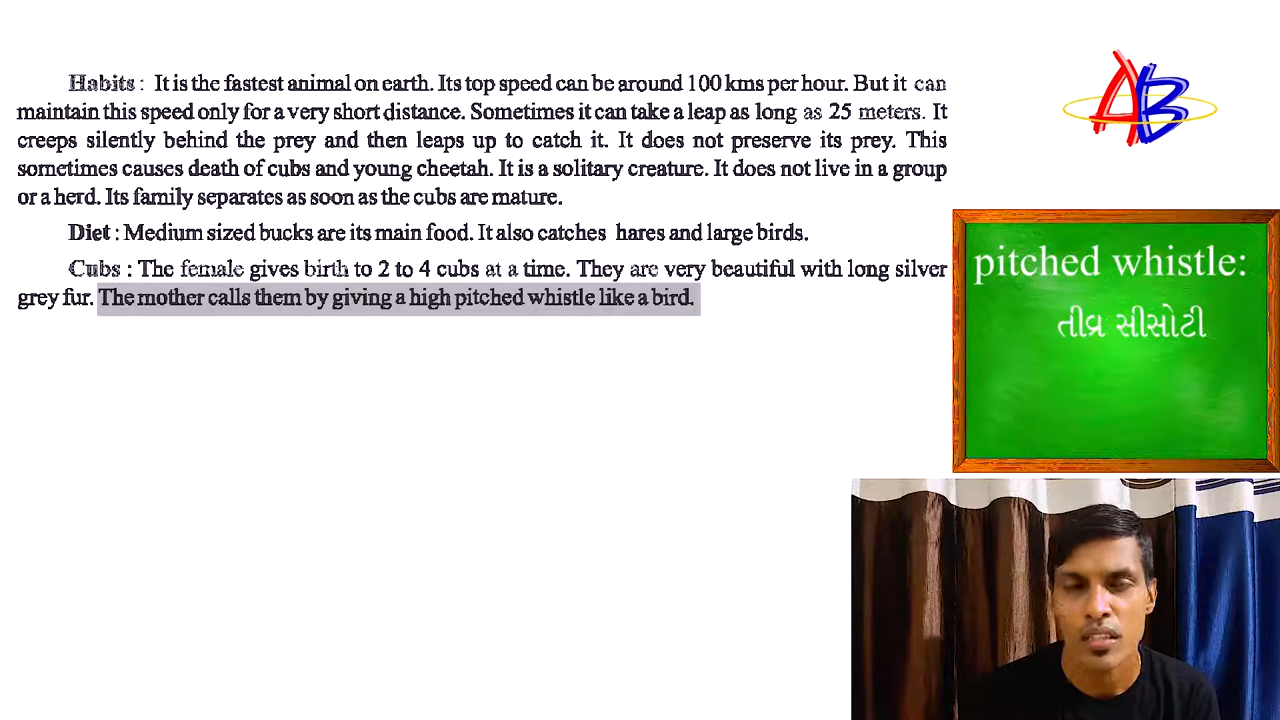 Habits : It is the fastest animal on earth. Its top speed can be around 100 kms per hour. But it can
maintain this speed only for a very short distance. Sometimes it can take a leap as long as 25 meters. It
creeps silently behind the prey and then leaps up to catch it. It does not preserve its prey. This
sometimes causes death of cubs and young cheetah. It is a solitary creature. It does not live in a group
or a herd. Its family separates as soon as the cubs are mature.
Diet : Medium sized bucks are its main food. It also catches hares and large birds.
Cubs : The female gives birth to 2 to 4 cubs at a time. They are very beautiful with long silver
grey fur. The mother calls them by giving a high pitched whistle like a bird.
AB
pitched whistle:
તીવ્ર સીસોટી